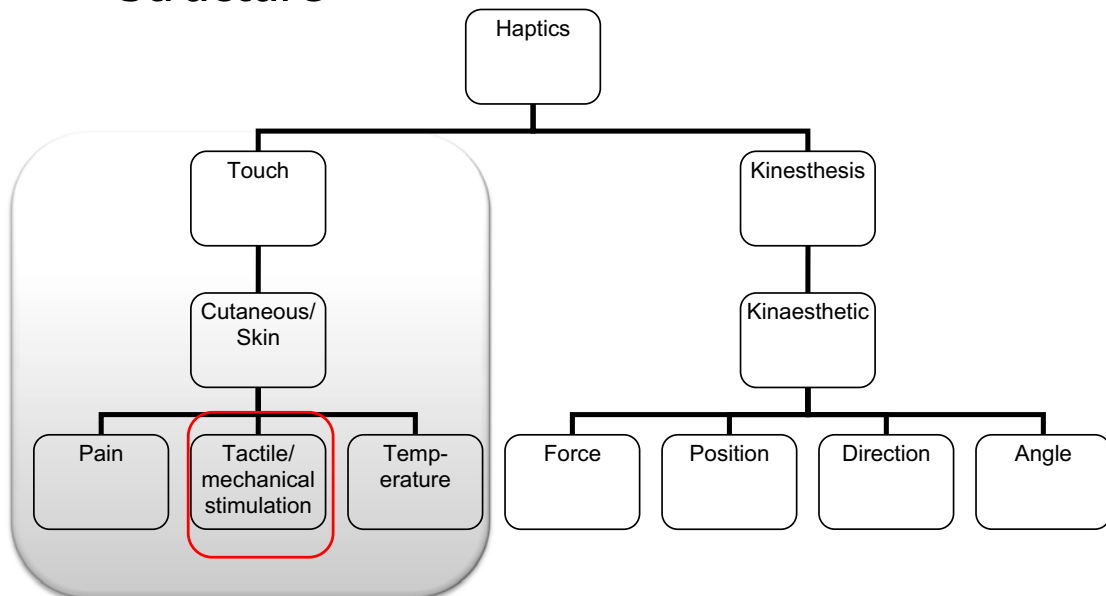 Haptics
Touch
Kinesthesis
Cutaneous/
Skin
Kinaesthetic
Pain
Tactile/
mechanical
stimulation
Temp-
erature
Force
Position
Direction
Angle